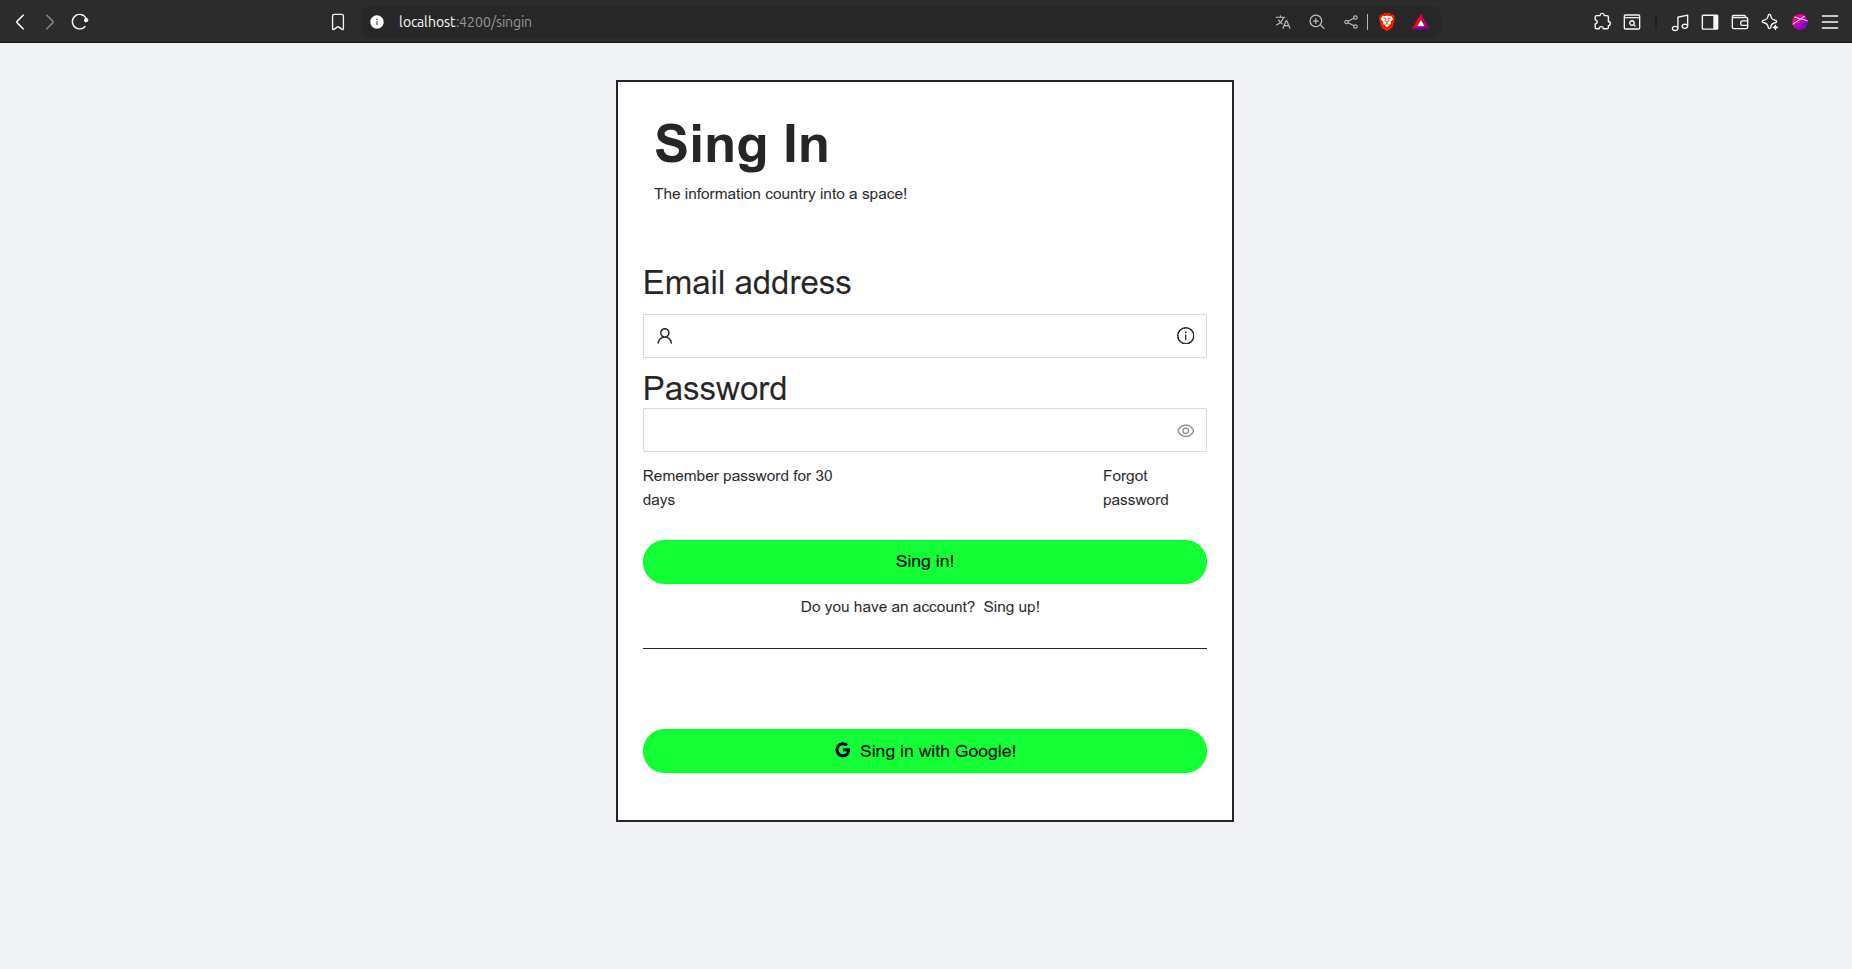 localhost:4200/singin
Sing In
The information country into a space!
Email address
Password
Remember password for 30
days
Forgot
password
Sing in!
Do you have an account? Sing up!
Sing in with Google!